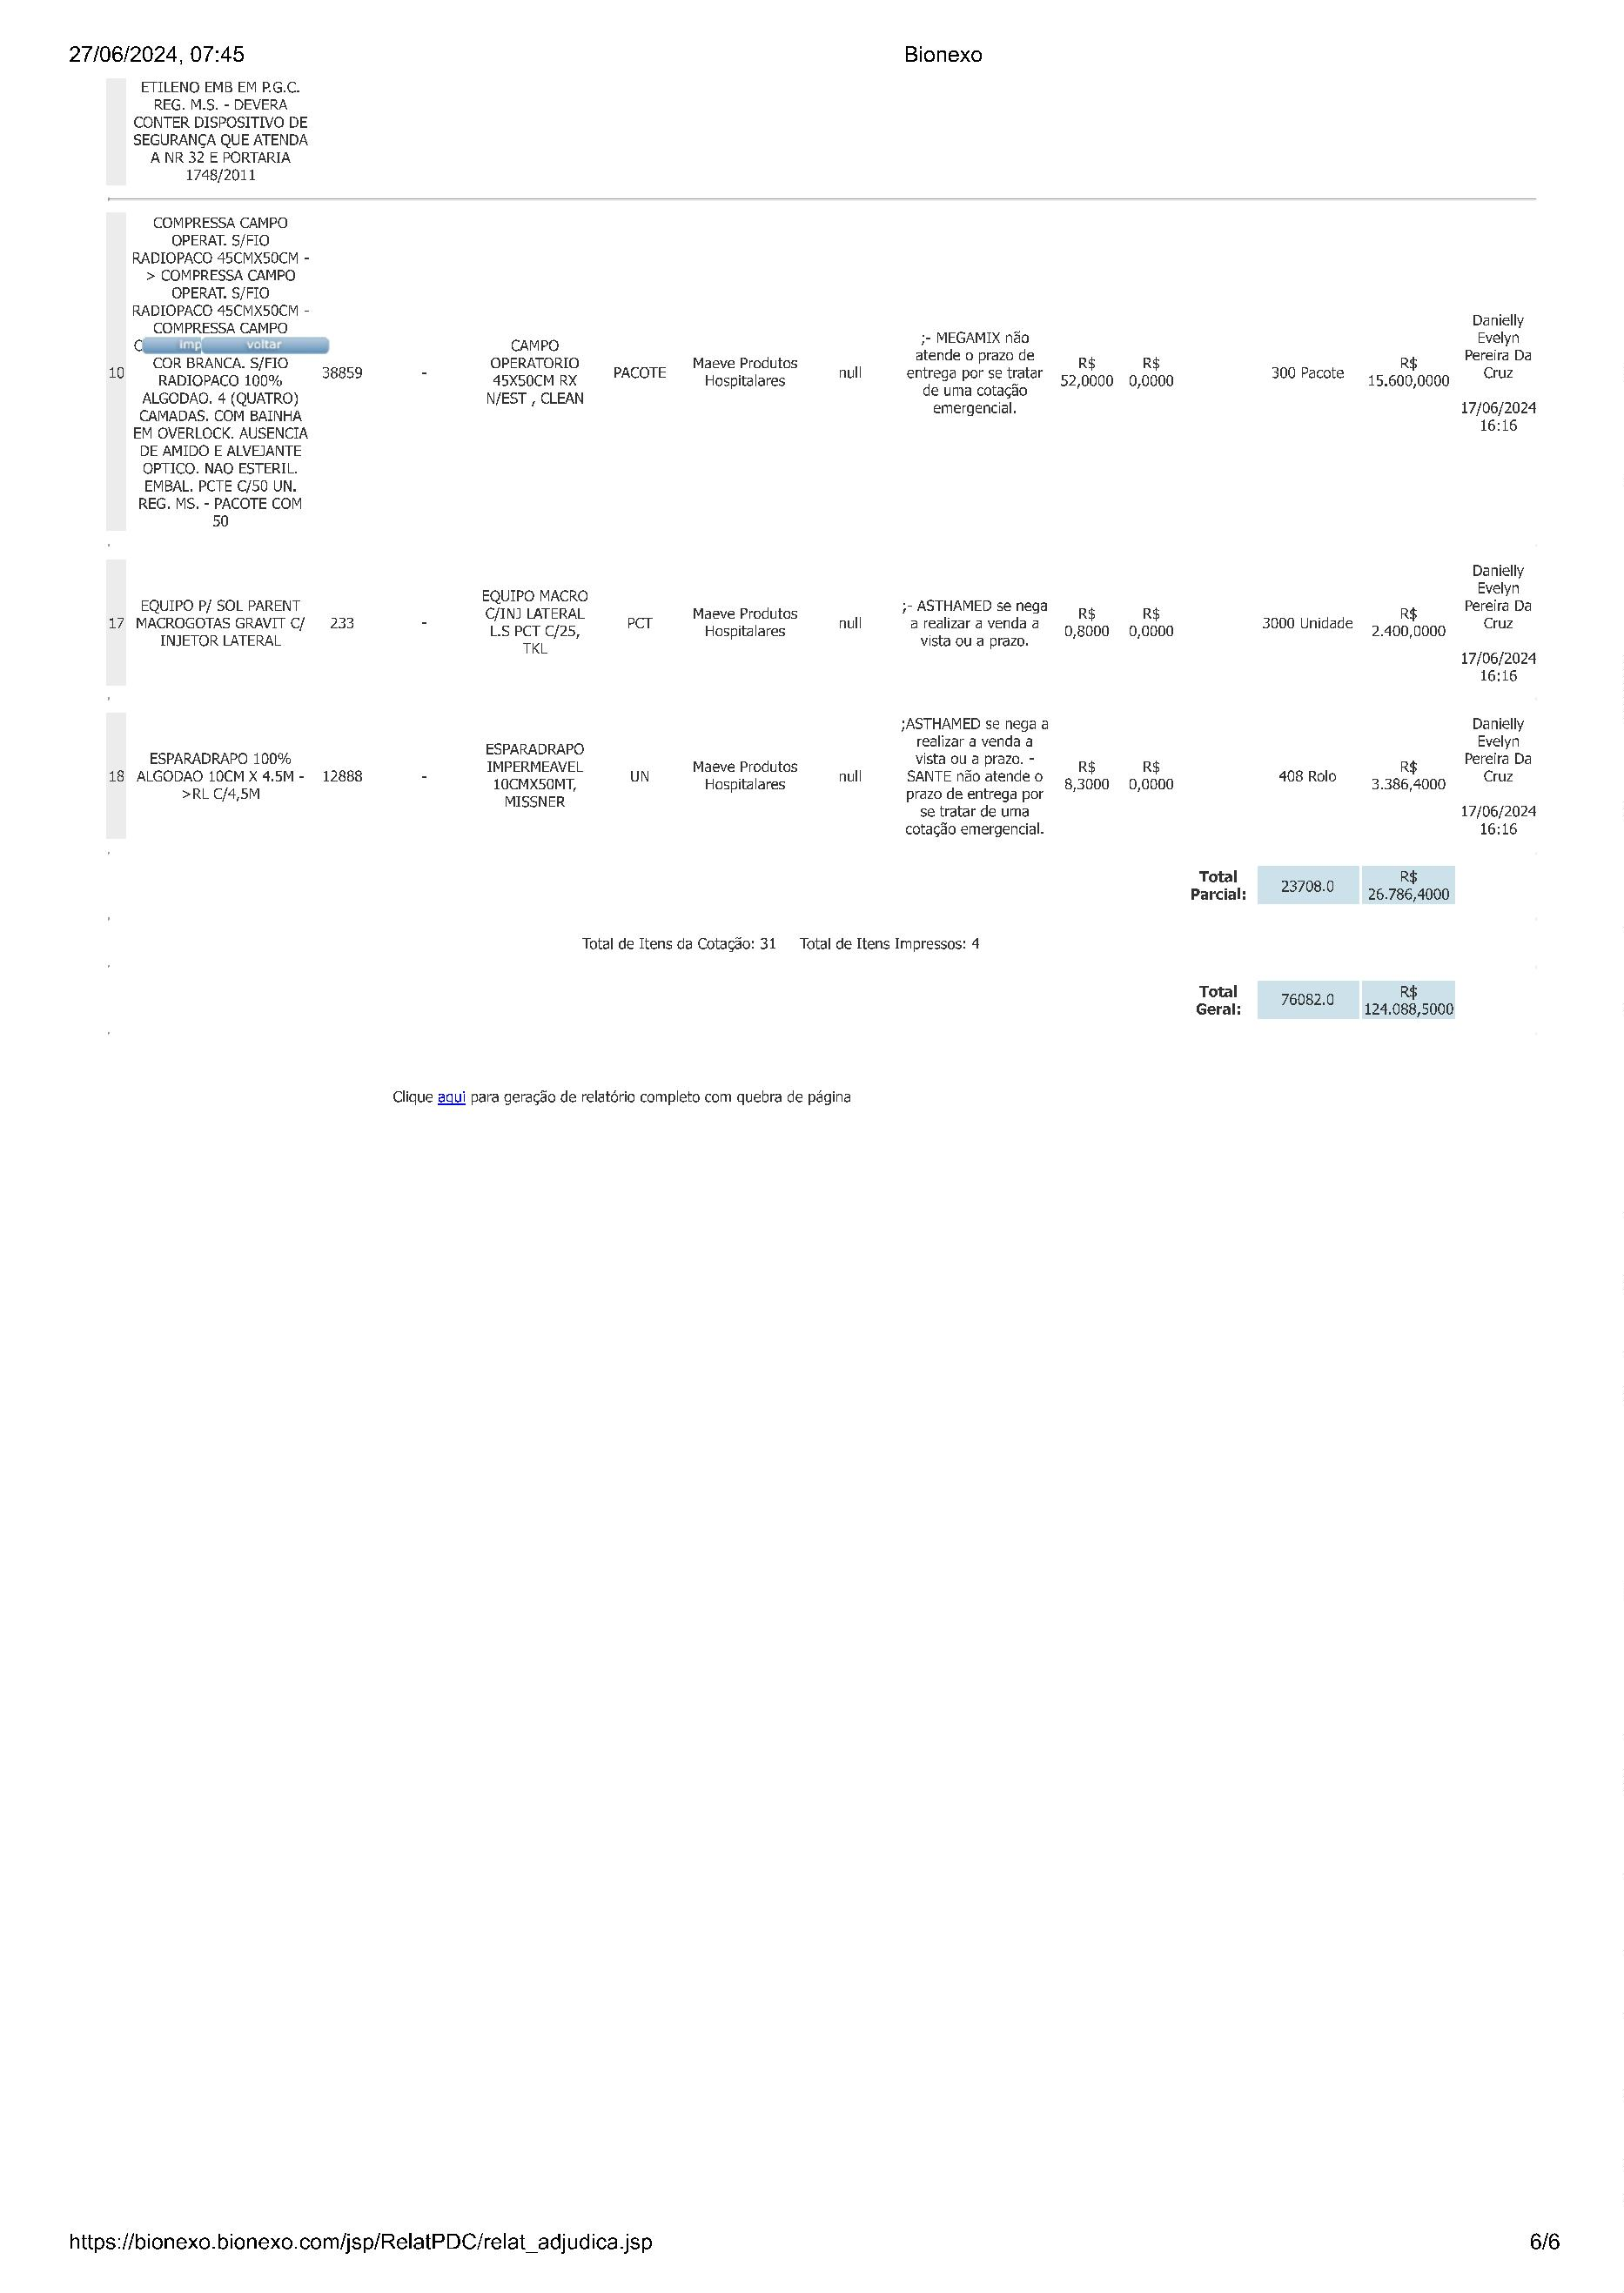 27/06/2024, 07:45
Bionexo
ETILENO EMB EM P.G.C.
REG. M.S. - DEVERA
CONTER DISPOSITIVO DE
SEGURANÇA QUE ATENDA
A NR 32 E PORTARIA
1748/2011
10
COMPRESSA CAMPO
OPERAT. S/FIO
RADIOPACO 45CMX50CM -
> COMPRESSA CAMPO
OPERAT. S/FIO
RADIOPACO 45CMX50CM -
COMPRESSA CAMPO
imp voltar
COR BRANCA. S/FIO
RADIOPACO 100%
ALGODAO. 4 (QUATRO)
CAMADAS. COM BAINHA
EM OVERLOCK. AUSENCIA
DE AMIDO E ALVEJANTE
OPTICO. NAO ESTERIL.
EMBAL. PCTE C/50 UN.
REG. MS. - PACOTE COM
50
38859
-
CAMPO
OPERATORIO
45X50CM RX
N/EST , CLEAN
PACOTE
Maeve Produtos
Hospitalares
null
;- MEGAMIX não
atende o prazo de
entrega por se tratar
de uma cotação
emergencial.
R$
52,0000
R$
0,0000
300 Pacote
R$
15.600,0000
Danielly
Evelyn
Pereira Da
Cruz
17/06/2024
16:16
17
EQUIPO P/ SOL PARENT
MACROGOTAS GRAVIT C/
INJETOR LATERAL
233
-
EQUIPO MACRO
C/INJ LATERAL
L.S PCT C/25,
TKL
PCT
Maeve Produtos
Hospitalares
null
;- ASTHAMED se nega
a realizar a venda a
vista ou a prazo.
R$
0,8000
R$
0,0000
3000 Unidade
R$
2.400,0000
Danielly
Evelyn
Pereira Da
Cruz
17/06/2024
16:16
18
ESPARADRAPO 100%
ALGODAO 10CM X 4.5M -
>RL C/4,5M
12888
-
ESPARADRAPO
IMPERMEAVEL
10CMX50MT,
MISSNER
UN
Maeve Produtos
Hospitalares
null
;ASTHAMED se nega a
realizar a venda a
vista ou a prazo. -
SANTE não atende o
prazo de entrega por
se tratar de uma
cotação emergencial.
R$
8,3000
R$
0,0000
408 Rolo
R$
3.386,4000
Danielly
Evelyn
Pereira Da
Cruz
17/06/2024
16:16
Total
Parcial:
23708.0
R$
26.786,4000
Total de Itens da Cotação: 31 Total de Itens Impressos: 4
Total
Geral:
76082.0
R$
124.088,5000
Clique aqui para geração de relatório completo com quebra de página
https://bionexo.bionexo.com/jsp/RelatPDC/relat_adjudica.jsp
6/6